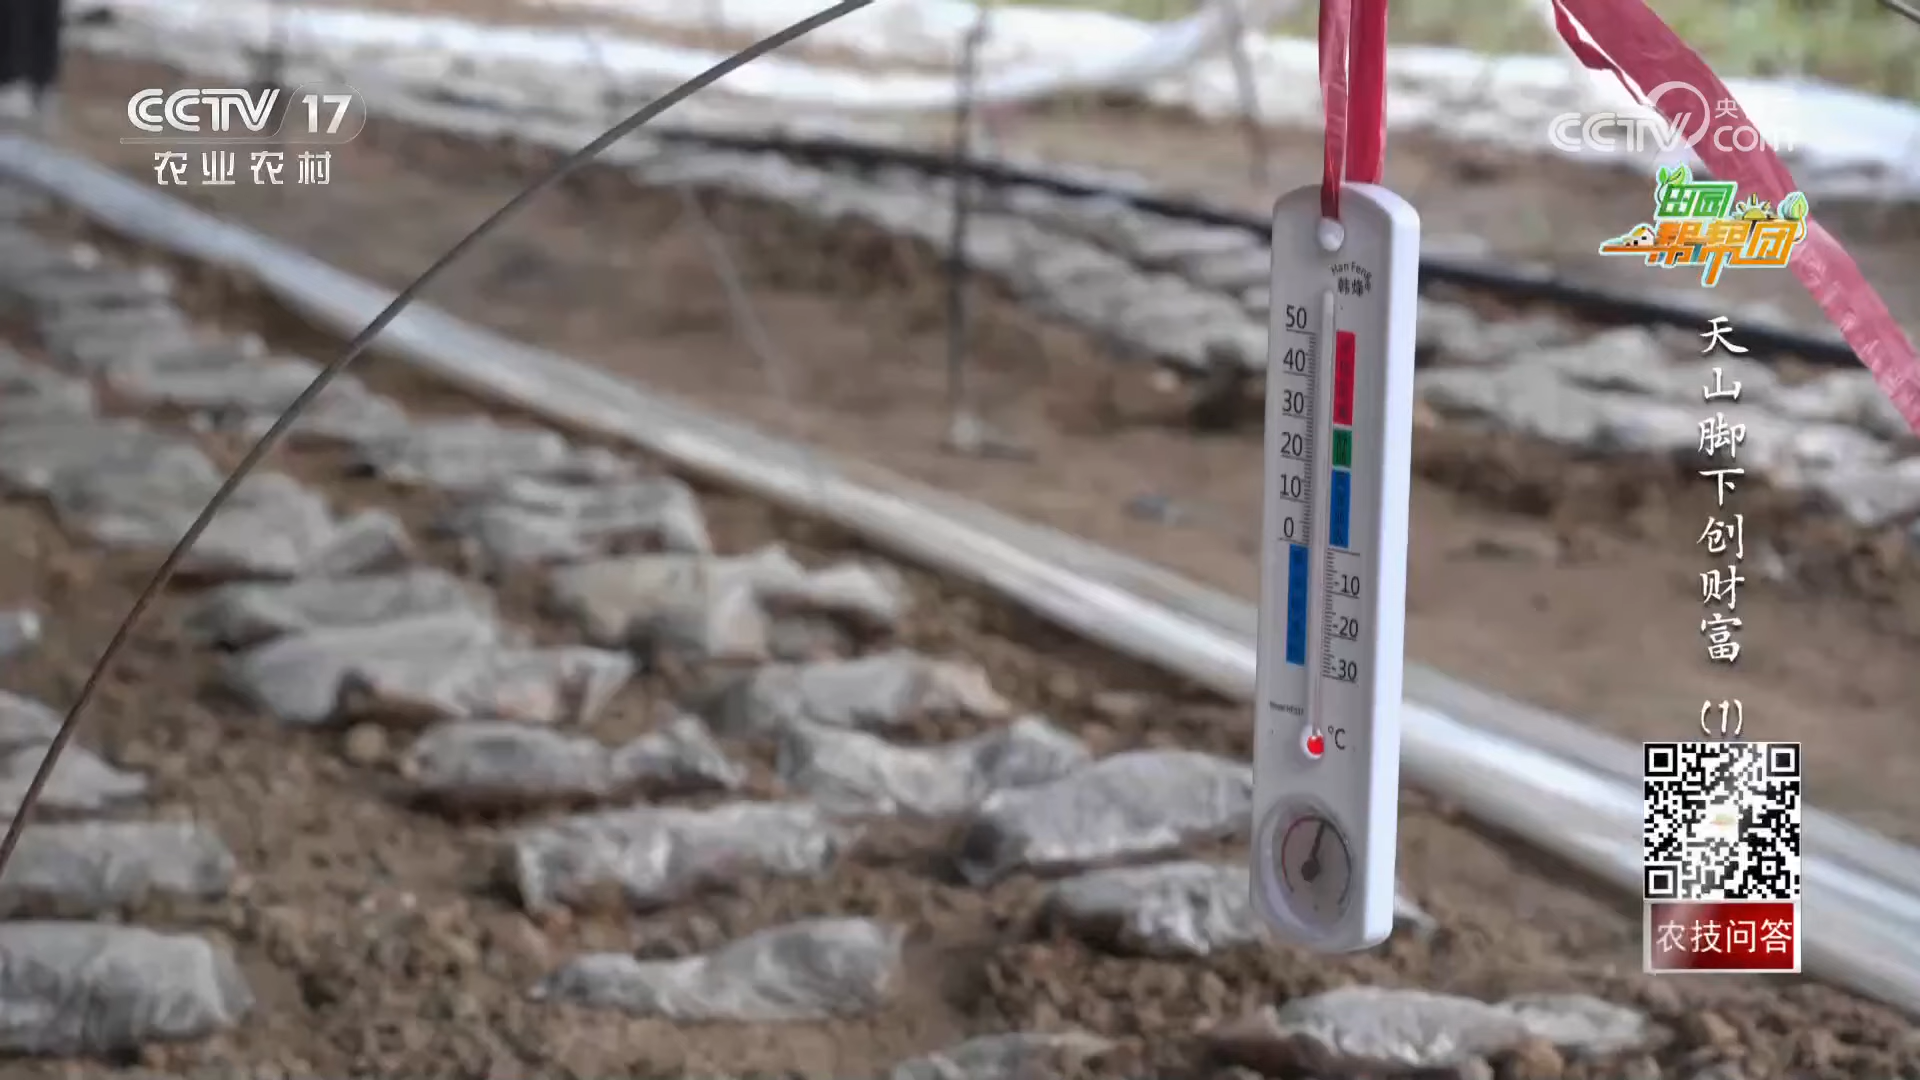 CCTV 17
农业农村
CCTV 央
com
田园
帮帮团
天山脚下创财富
(1)
农技问答
Han Feng
韩烽
50
40
30
20
10
0
-10
-20
-30
°C